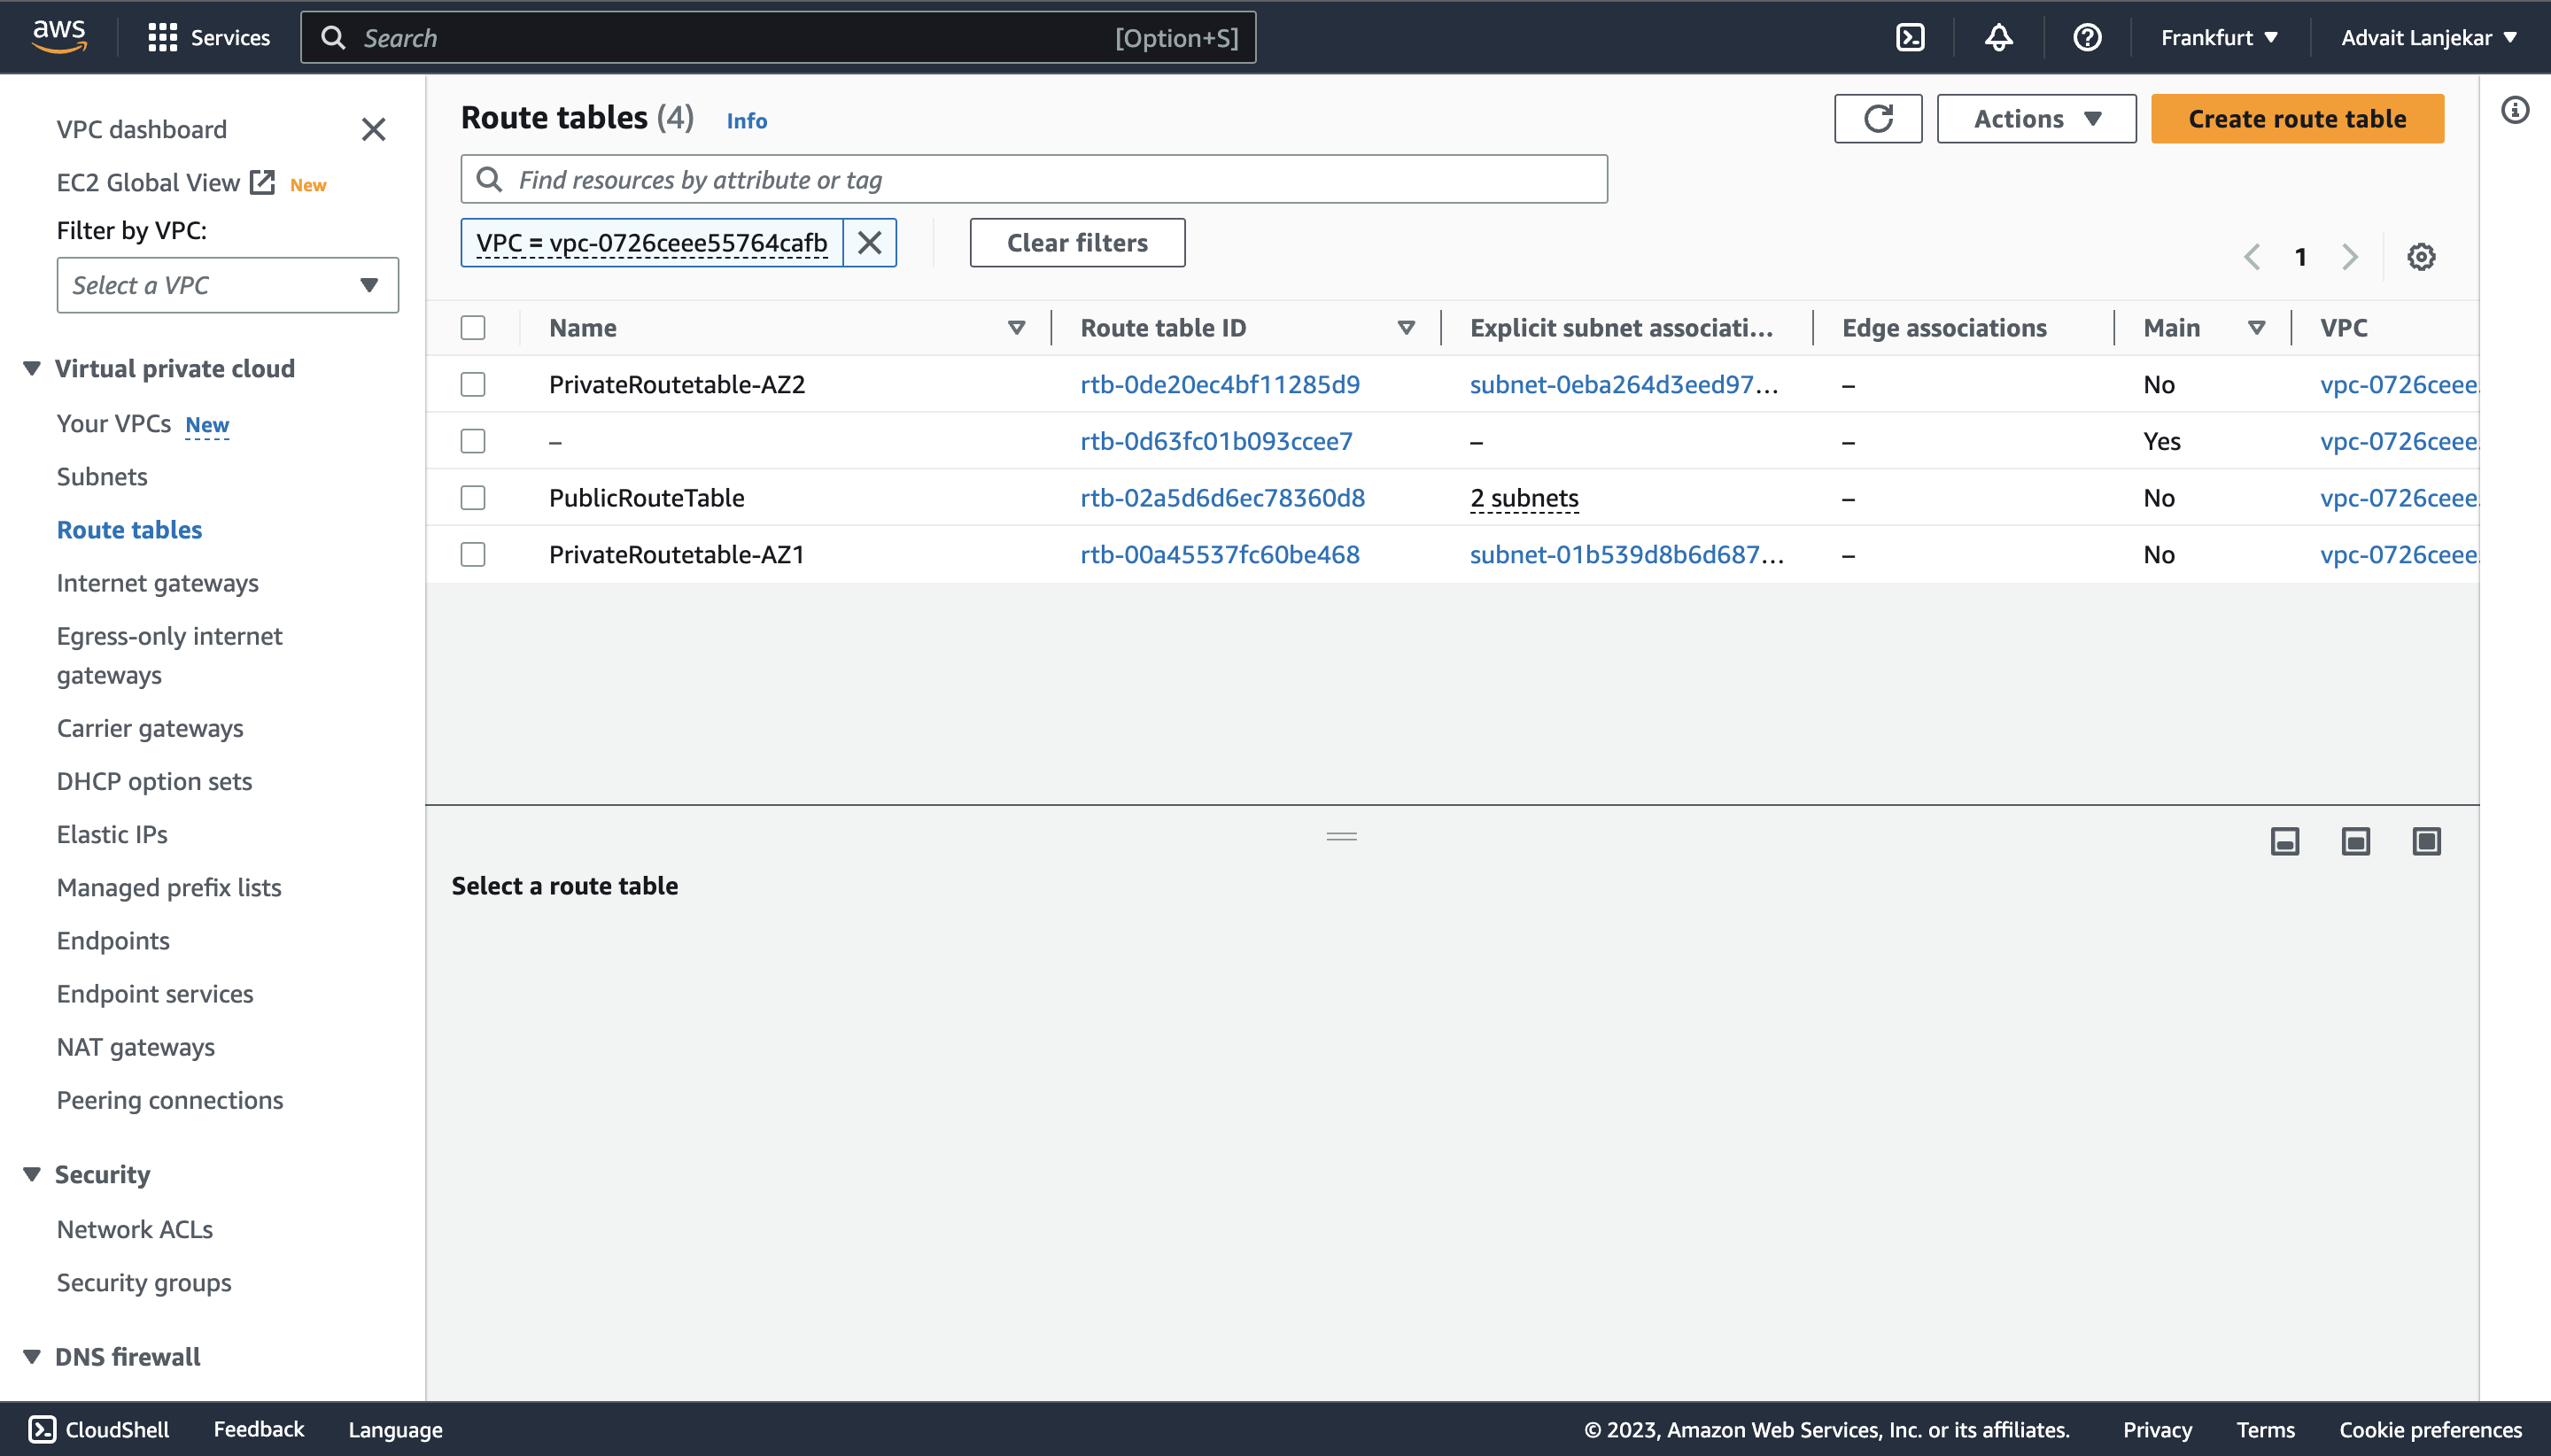 aws
Services
Search
[Option+S]
Frankfurt
Advait Lanjekar
VPC dashboard
EC2 Global View New
Filter by VPC:
Select a VPC
Virtual private cloud
Your VPCs New
Subnets
Route tables
Internet gateways
Egress-only internet
gateways
Carrier gateways
DHCP option sets
Elastic IPs
Managed prefix lists
Endpoints
Endpoint services
NAT gateways
Peering connections
Security
Network ACLs
Security groups
DNS firewall
Route tables (4) Info
Actions
Create route table
Find resources by attribute or tag
VPC = vpc-0726ceee55764cafb
Clear filters
1
Name Route table ID Explicit subnet associati... Edge associations Main VPC
PrivateRoutetable-AZ2 rtb-0de20ec4bf11285d9 subnet-0eba264d3eed97... – No vpc-0726ceee
– rtb-0d63fc01b093ccee7 – – Yes vpc-0726ceee
PublicRouteTable rtb-02a5d6d6ec78360d8 2 subnets – No vpc-0726ceee
PrivateRoutetable-AZ1 rtb-00a45537fc60be468 subnet-01b539d8b6d687... – No vpc-0726ceee
Select a route table
CloudShell
Feedback
Language
© 2023, Amazon Web Services, Inc. or its affiliates.
Privacy
Terms
Cookie preferences